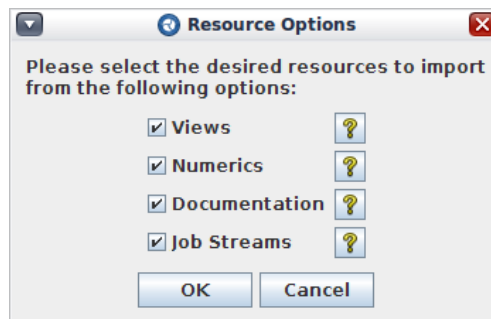 Resource Options
Please select the desired resources to import
from the following options:
Views ?
Numerics ?
Documentation ?
Job Streams ?
OK Cancel